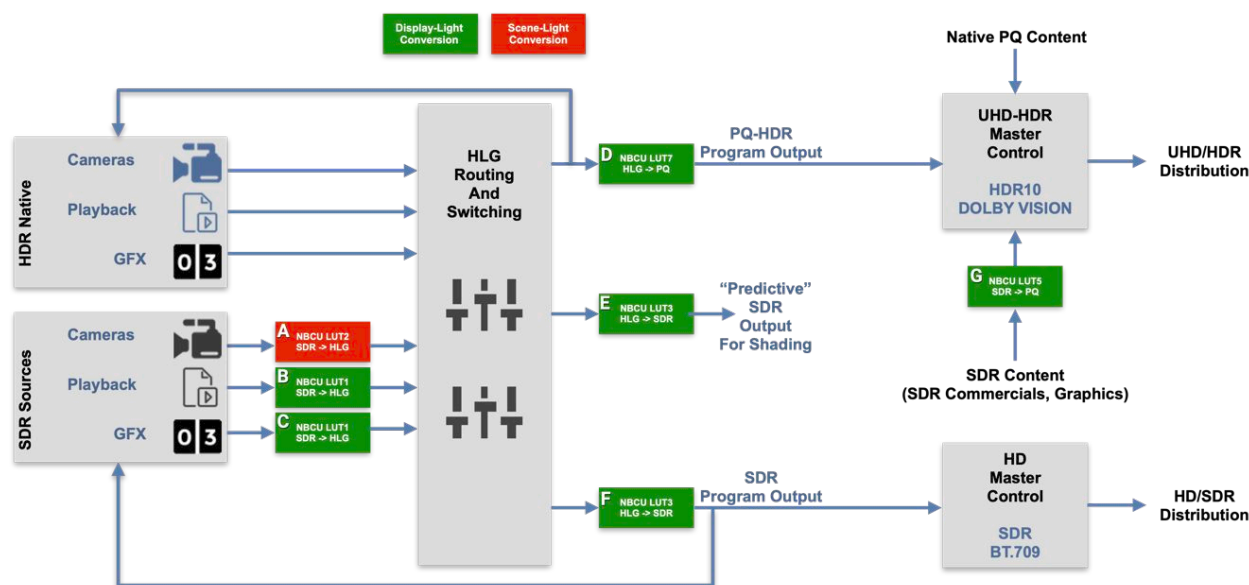 Display-Light
Conversion
Scene-Light
Conversion
Native PQ Content
HDR Native
Cameras
Playback
GFX
03
HLG
Routing
And
Switching
D
NBCU LUT7
HLG -> PQ
PQ-HDR
Program Output
UHD-HDR
Master
Control
HDR10
DOLBY VISION
UHD/HDR
Distribution
G
NBCU LUT5
SDR -> PQ
E
NBCU LUT3
HLG -> SDR
“Predictive”
SDR
Output
For Shading
SDR Sources
Cameras
Playback
GFX
03
A
NBCU LUT2
SDR -> HLG
B
NBCU LUT1
SDR -> HLG
C
NBCU LUT1
SDR -> HLG
SDR Content
(SDR Commercials, Graphics)
F
NBCU LUT3
HLG -> SDR
SDR
Program Output
HD
Master
Control
SDR
BT.709
HD/SDR
Distribution